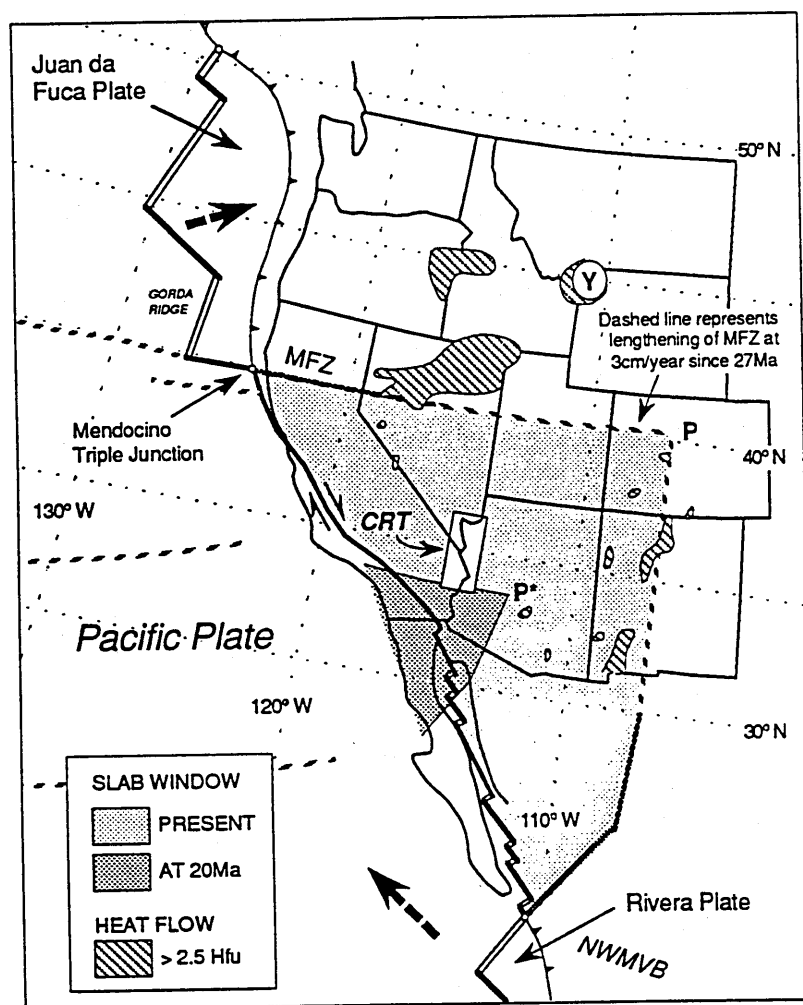 Juan da
Fuca Plate
50° N
GORDA
RIDGE
Y
Dashed line represents
lengthening of MFZ at
3cm/year since 27Ma
MFZ
Mendocino
Triple Junction
P
40° N
130° W
CRT
P*
Pacific Plate
120° W
30° N
SLAB WINDOW
PRESENT
AT 20Ma
HEAT FLOW
> 2.5 Hfu
110° W
Rivera Plate
NWMVB